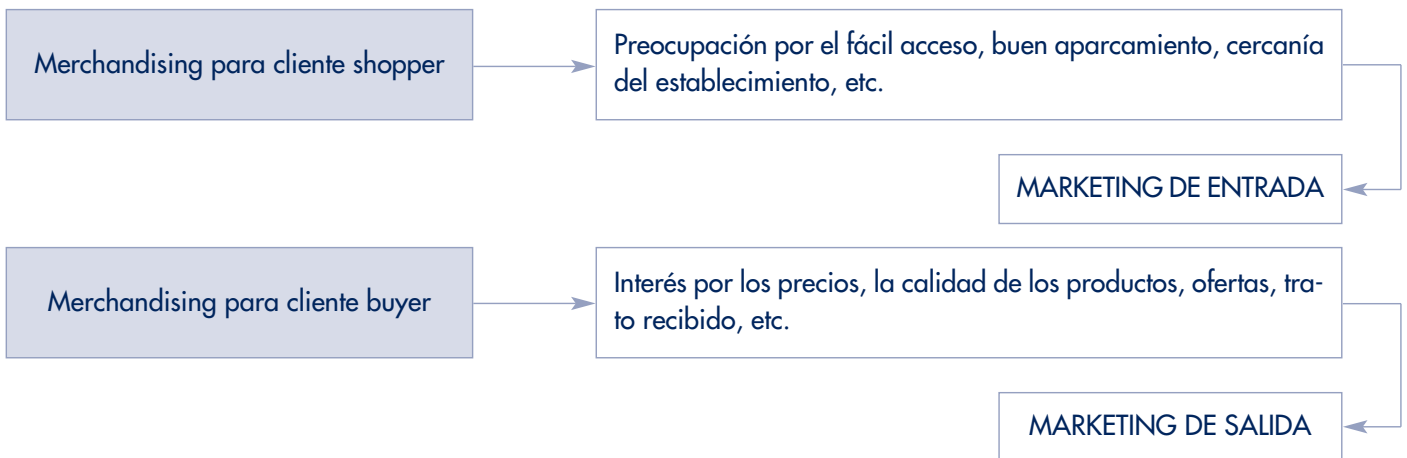 Merchandising para cliente shopper
Preocupación por el fácil acceso, buen aparcamiento, cercanía
del establecimiento, etc.
MARKETING DE ENTRADA
Merchandising para cliente buyer
Interés por los precios, la calidad de los productos, ofertas, tra-
to recibido, etc.
MARKETING DE SALIDA